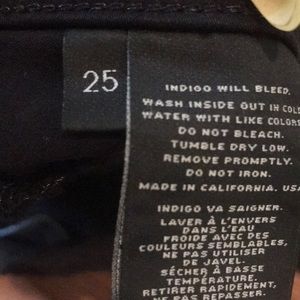 25
INDIGO WILL BLEED.
WASH INSIDE OUT IN COLD
WATER WITH LIKE COLORS
DO NOT BLEACH.
TUMBLE DRY LOW.
REMOVE PROMPTLY.
DO NOT IRON.
MADE IN CALIFORNIA. USA
INDIGO VA SAIGNER.
LAVER À L'ENVERS
DANS L'EAU
FROIDE AVEC DES
COULEURS SEMBLABLES,
NE PAS UTILISER
DE JAVEL.
SÉCHER À BASSE
TEMPÉRATURE.
RETIRER RAPIDEMENT,
NE PAS REPASSER.